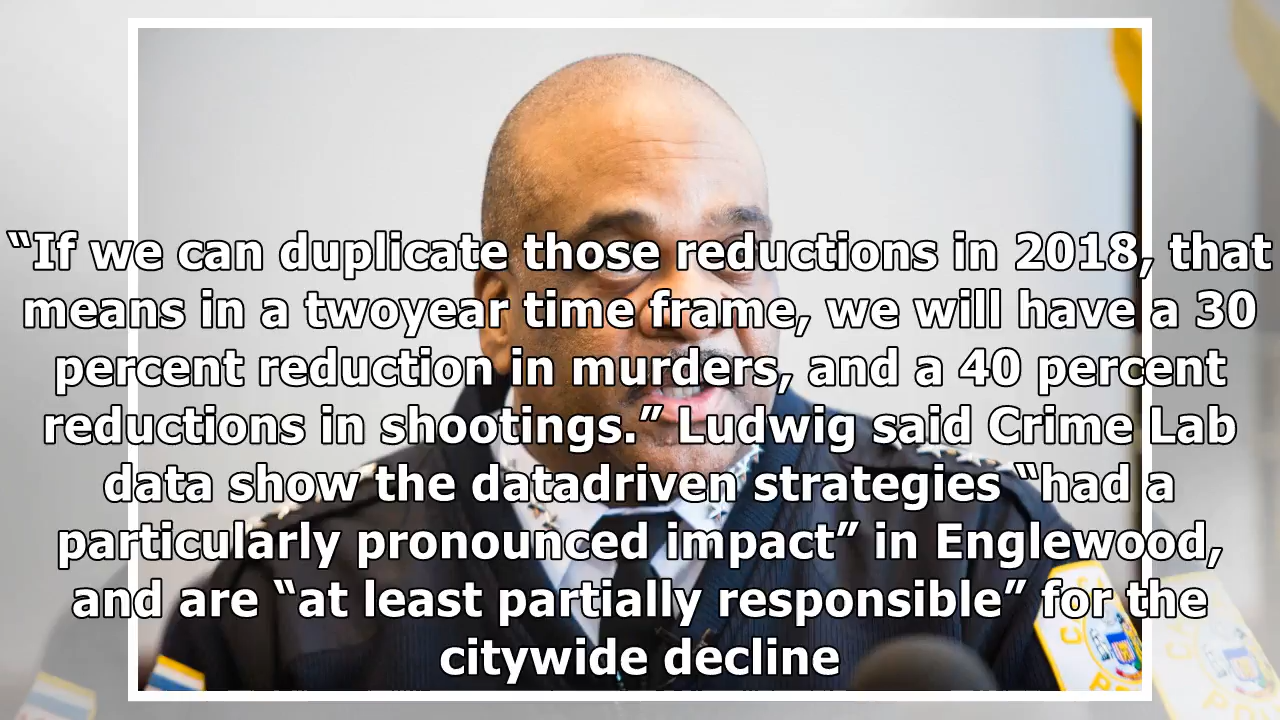 “If we can duplicate those reductions in 2018, that
means in a twoyear time frame, we will have a 30
percent reduction in murders, and a 40 percent
reductions in shootings.” Ludwig said Crime Lab
data show the datadriven strategies “had a
particularly pronounced impact” in Englewood,
and are “at least partially responsible” for the
citywide decline